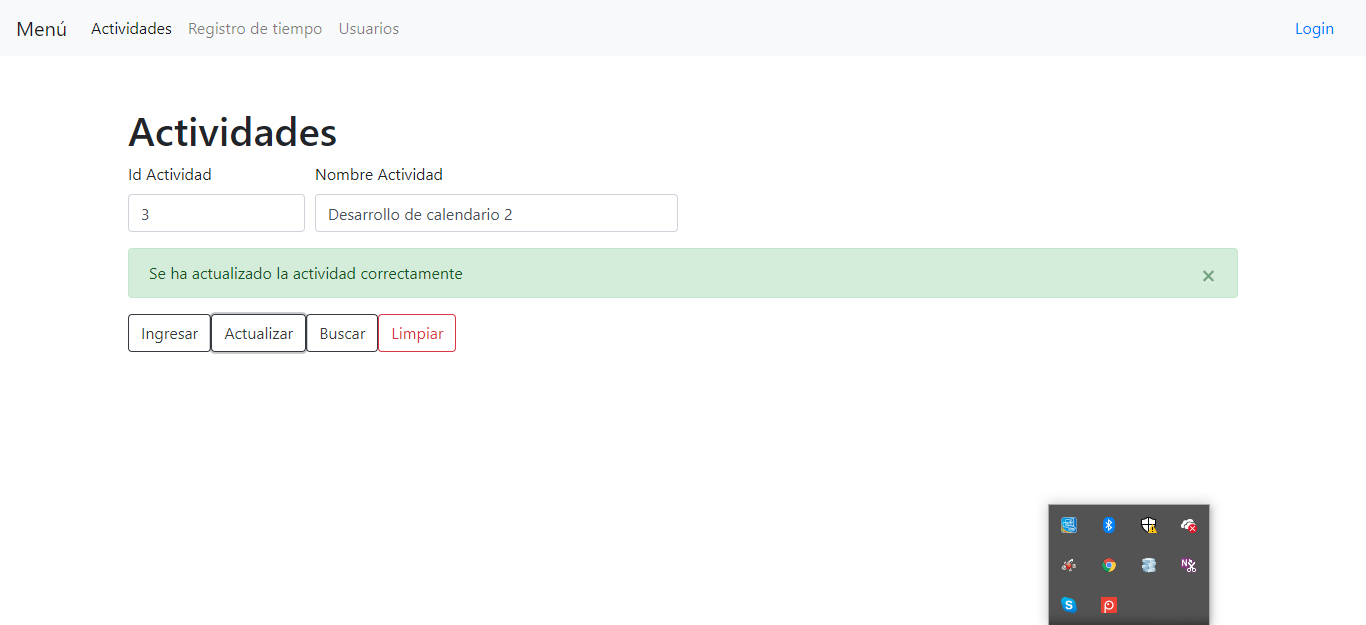 Menú Actividades Registro de tiempo Usuarios Login
Actividades
Id Actividad Nombre Actividad
3 Desarrollo de calendario 2
Se ha actualizado la actividad correctamente ×
Ingresar Actualizar Buscar Limpiar